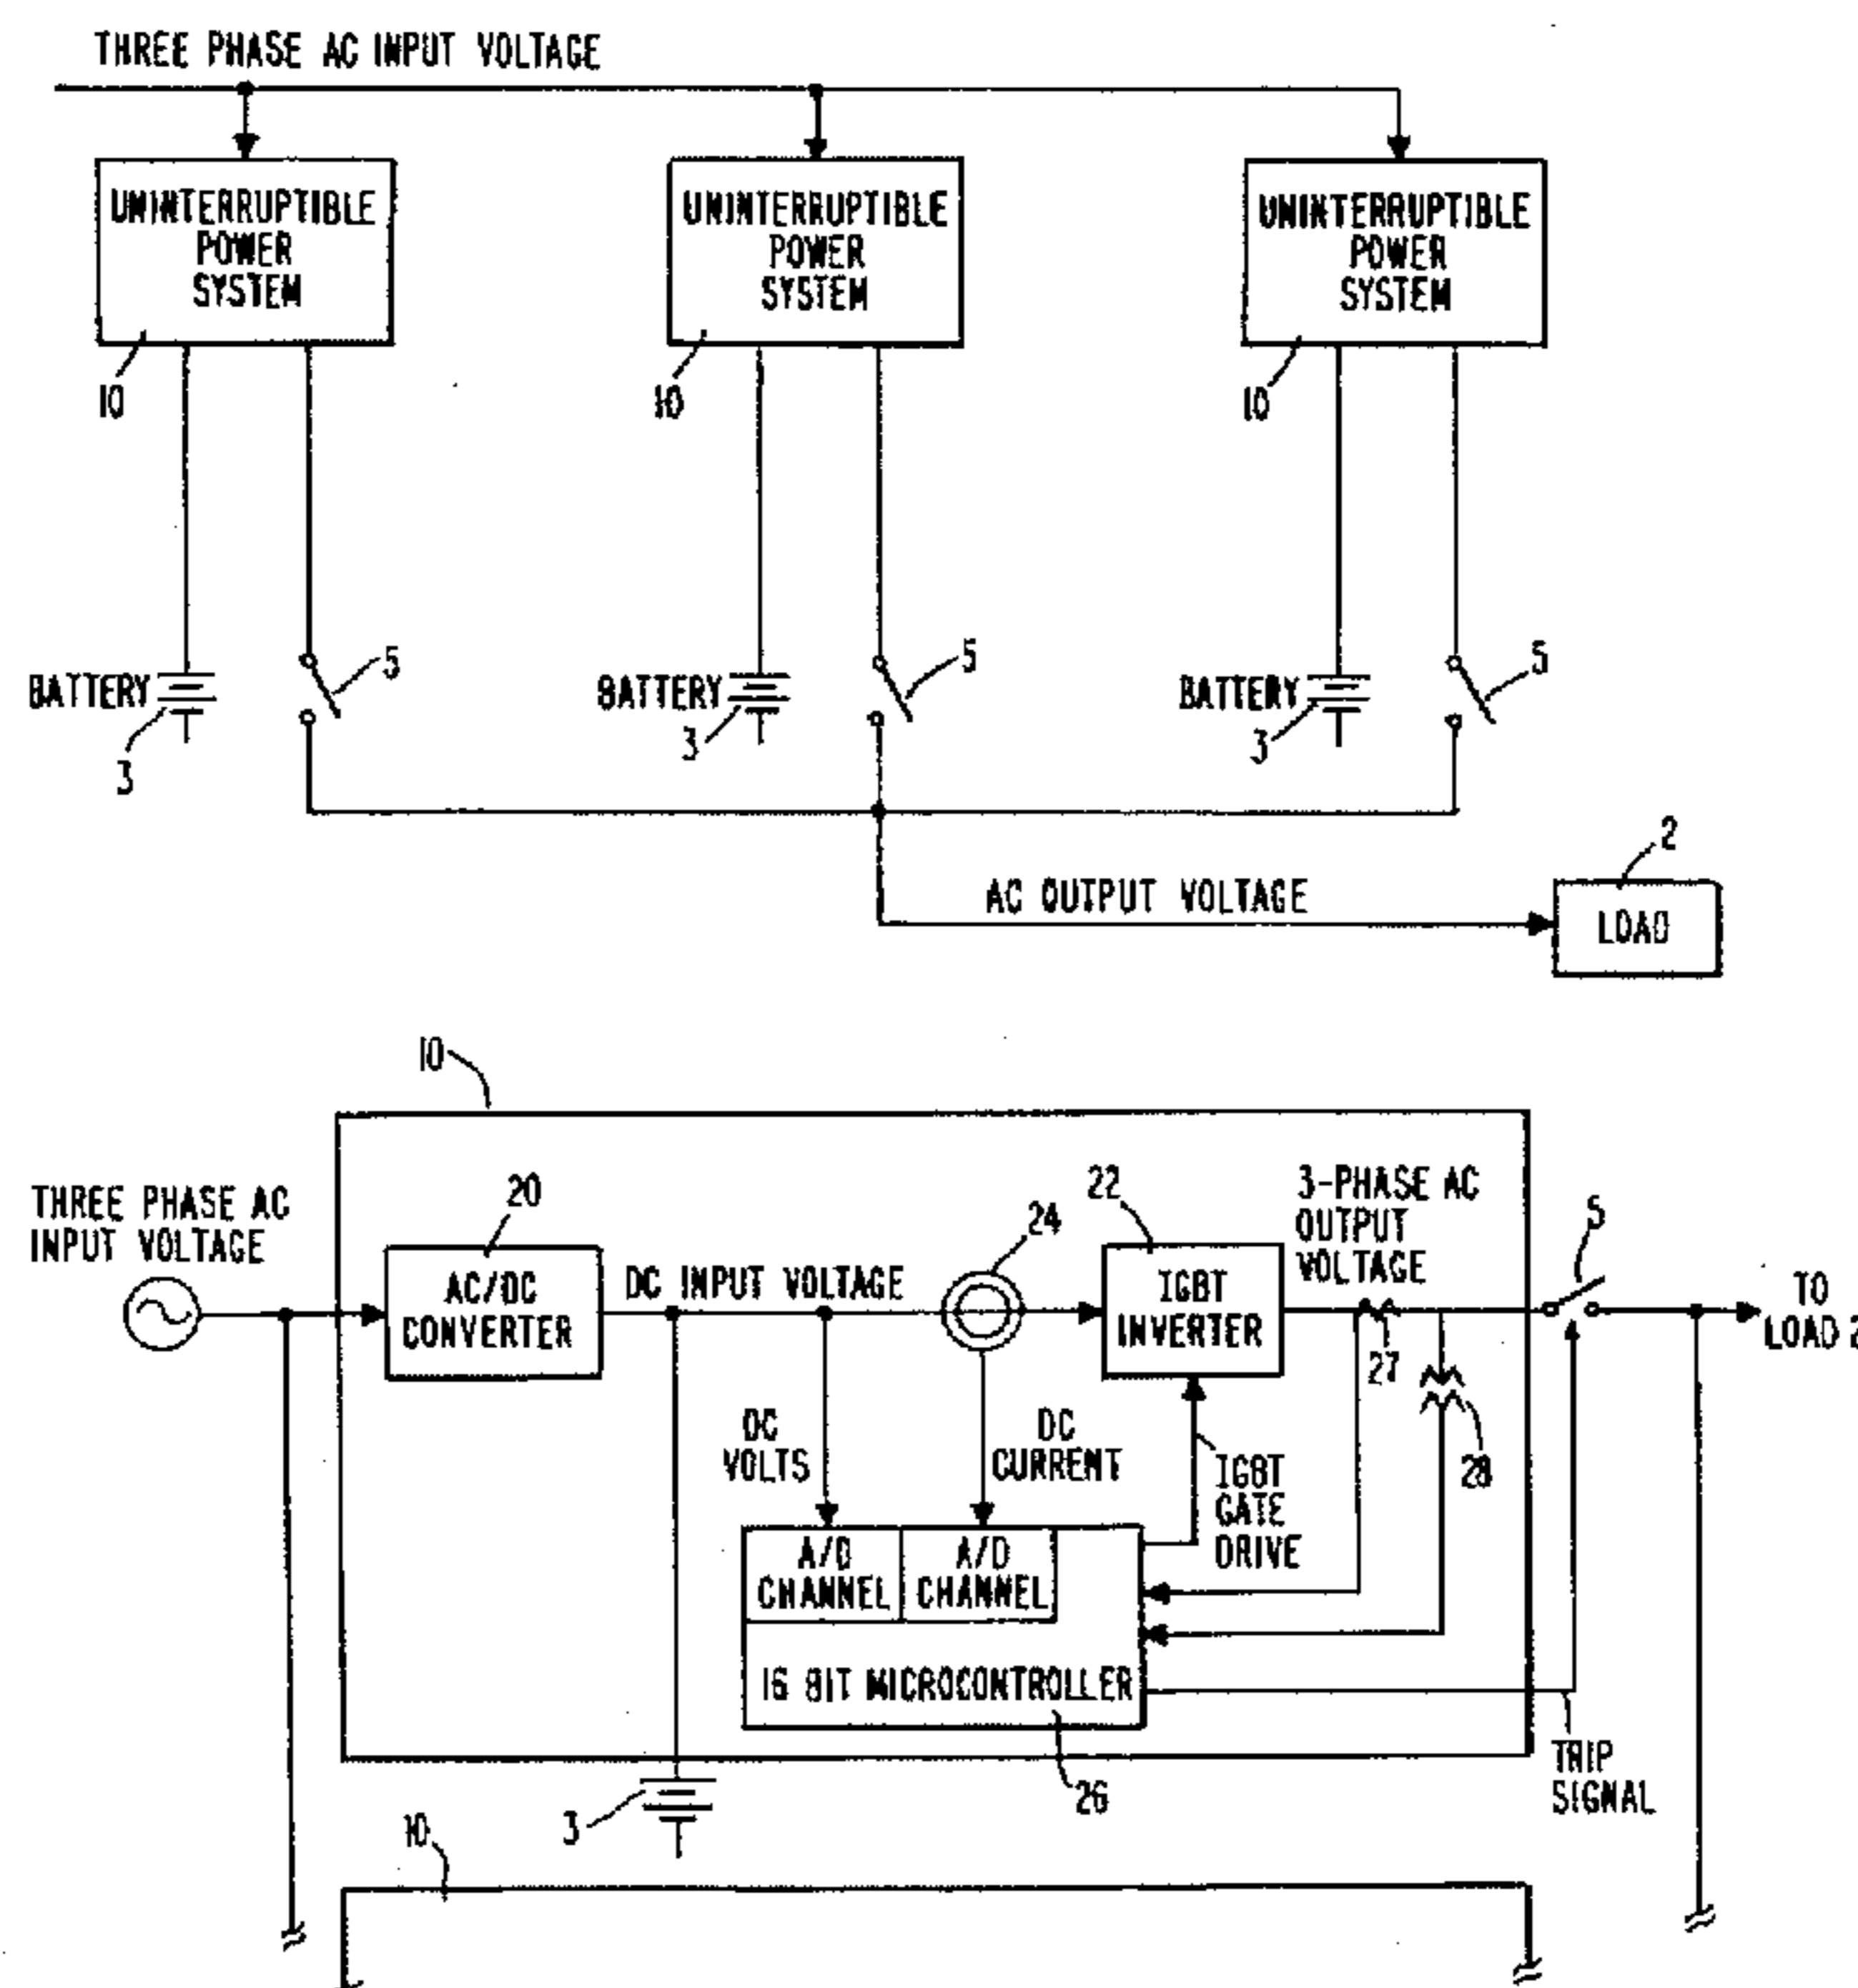 THREE PHASE AC INPUT VOLTAGE
UNINTERRUPTIBLE
POWER
SYSTEM
UNINTERRUPTIBLE
POWER
SYSTEM
UNINTERRUPTIBLE
POWER
SYSTEM
10
10
10
BATTERY
3
5
BATTERY
3
5
BATTERY
3
5
AC OUTPUT VOLTAGE
2
LOAD
10
THREE PHASE AC
INPUT VOLTAGE
20
AC/DC
CONVERTER
DC INPUT VOLTAGE
24
22
IGBT
INVERTER
3-PHASE AC
OUTPUT
VOLTAGE
5
TO
LOAD 2
27
28
DC
VOLTS
DC
CURRENT
IGBT
GATE
DRIVE
A/D
CHANNEL
A/D
CHANNEL
16 BIT MICROCONTROLLER
26
TRIP
SIGNAL
3
10